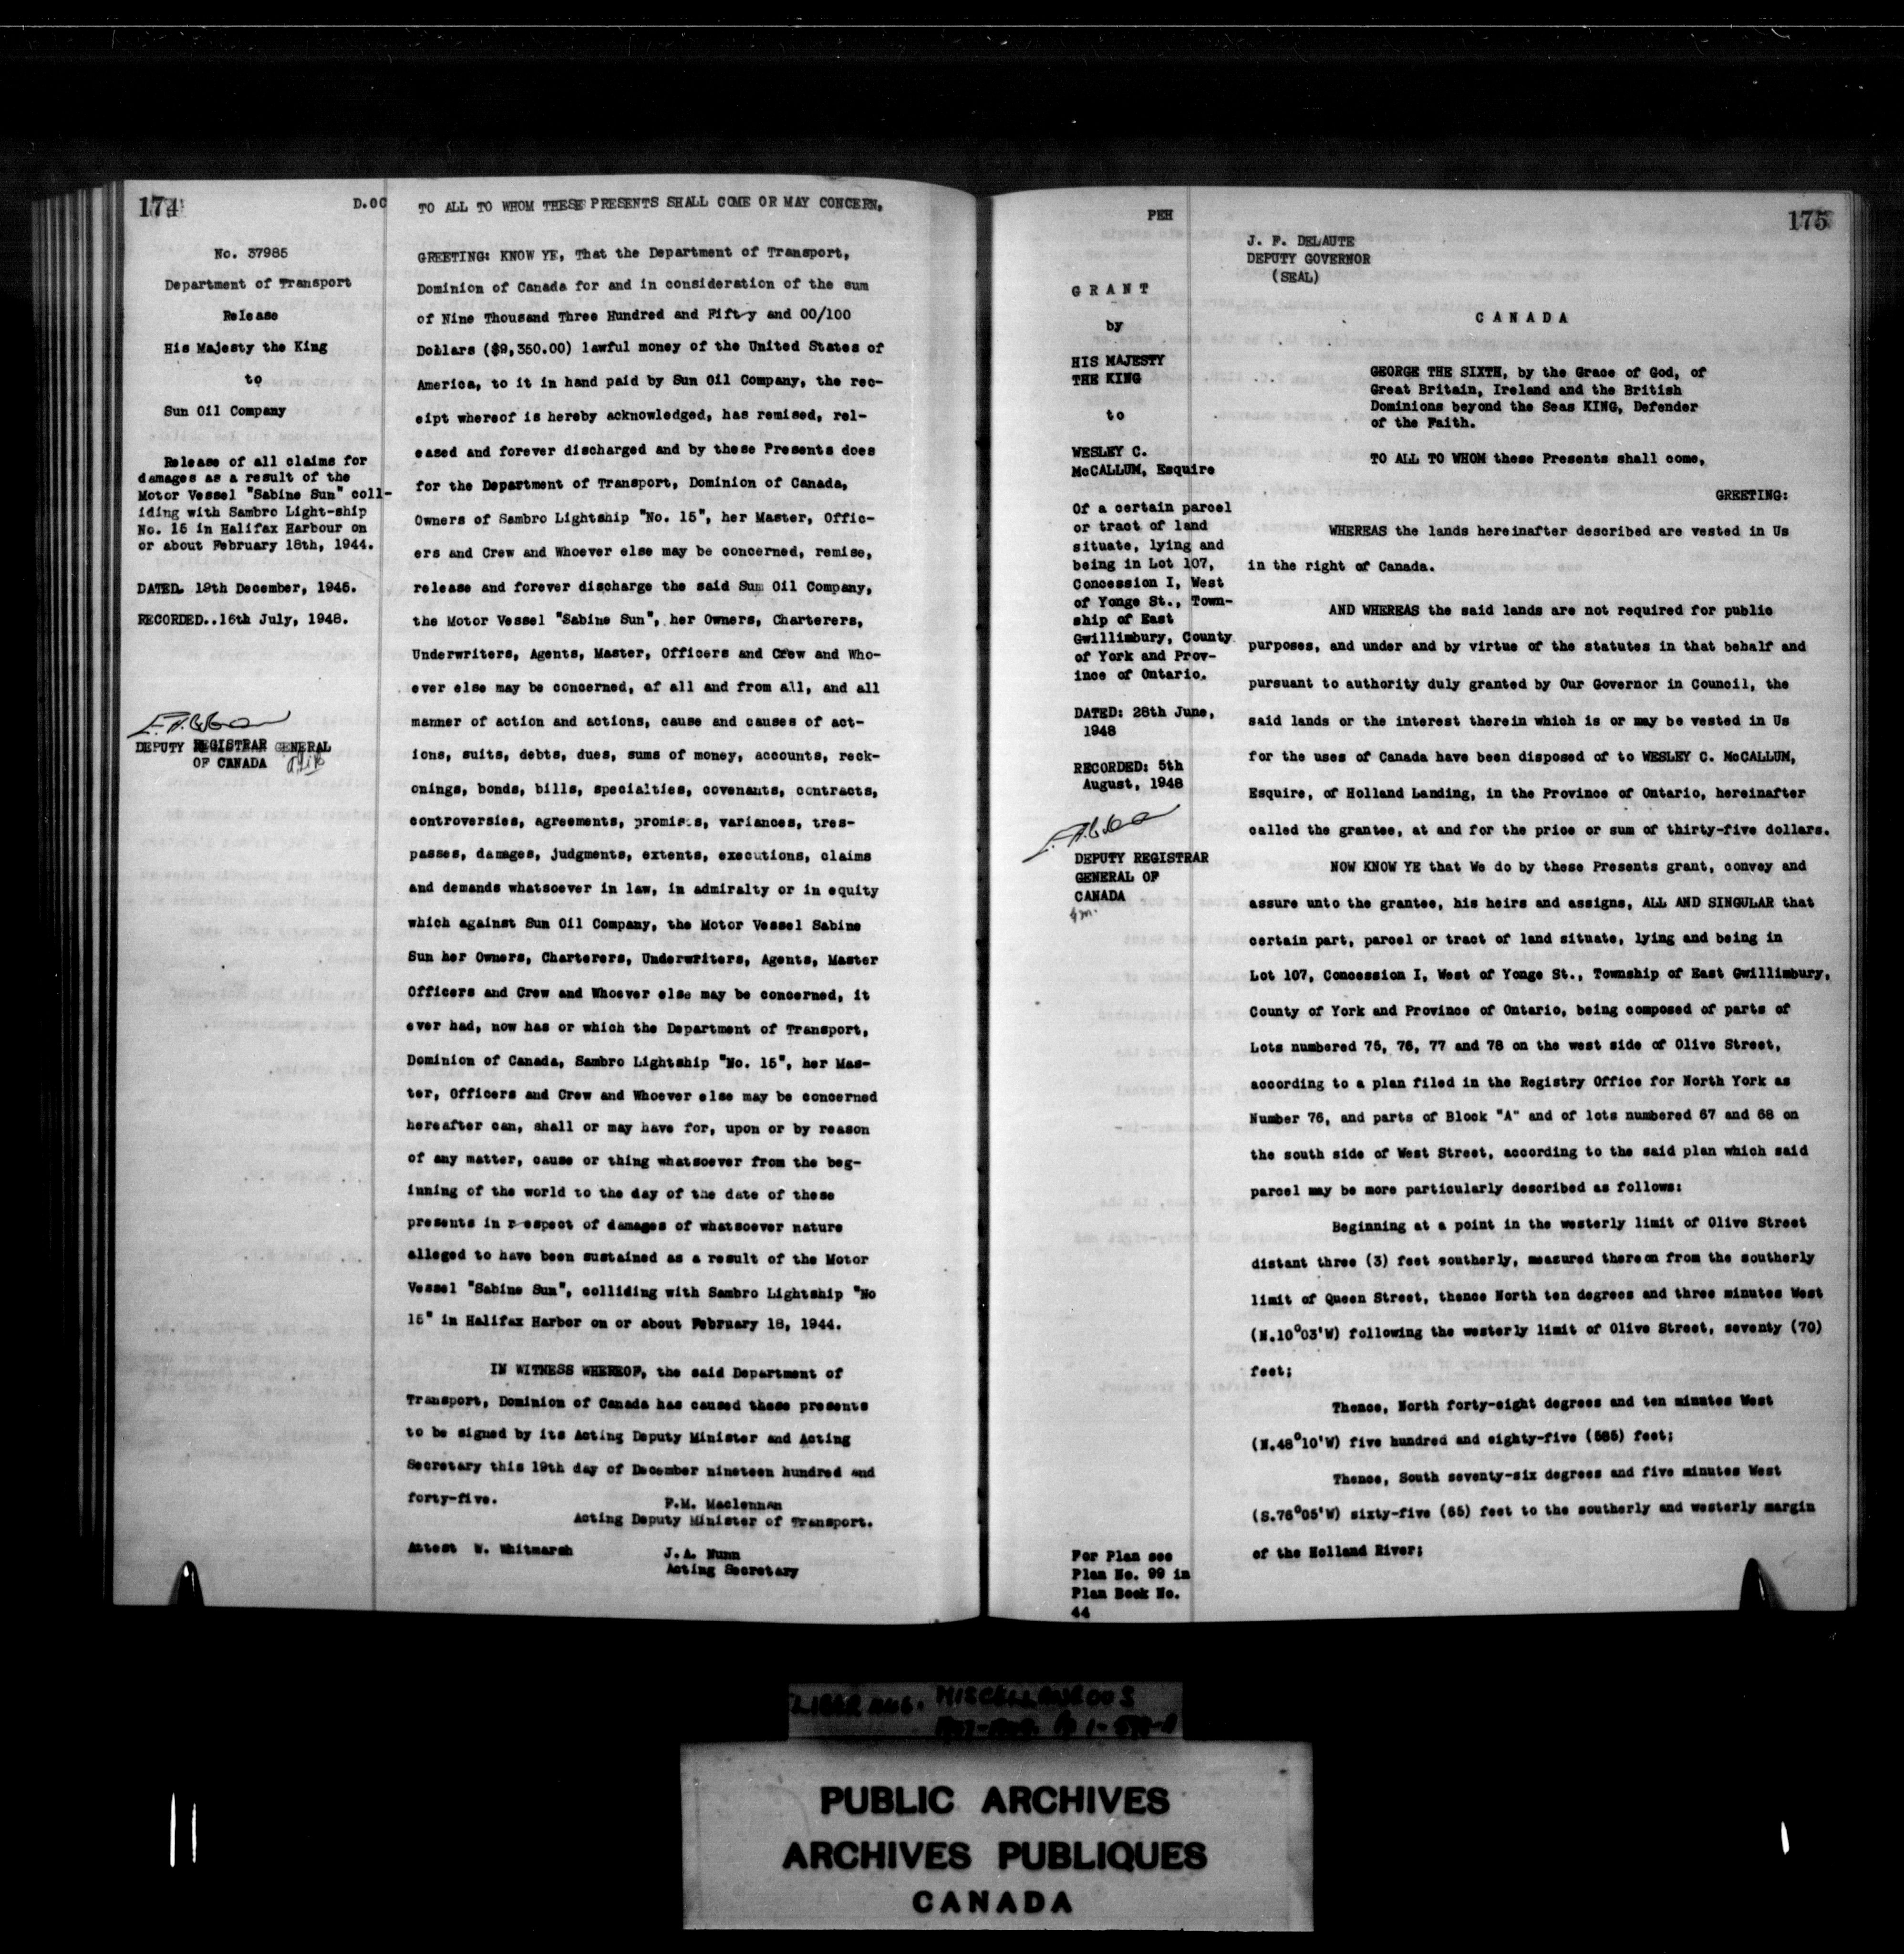 174
D.OC
No. 37985
Department of Transport
Release
His Majesty the King
to
Sun Oil Company
Release of all claims for
damages as a result of the
Motor Vessel "Sabine Sun" coll-
iding with Sambro Light-ship
No. 15 in Halifax Harbour on
or about February 18th, 1944.
DATED. 19th December, 1945.
RECORDED..16th July, 1948.
DEPUTY REGISTRAR GENERAL
OF CANADA
TO ALL TO WHOM THESE PRESENTS SHALL COME OR MAY CONCERN,
GREETING: KNOW YE, That the Department of Transport,
Dominion of Canada for and in consideration of the sum
of Nine Thousand Three Hundred and Fifty and 00/100
Dollars ($9,350.00) lawful money of the United States of
America, to it in hand paid by Sun Oil Company, the rec-
eipt whereof is hereby acknowledged, has remised, rel-
eased and forever discharged and by these Presents does
for the Department of Transport, Dominion of Canada,
Owners of Sambro Lightship "No. 15", her Master, Offic-
ers and Crew and Whoever else may be concerned, remise,
release and forever discharge the said Sum Oil Company,
the Motor Vessel "Sabine Sun", her Owners, Charterers,
Underwriters, Agents, Master, Officers and Crew and Who-
ever else may be concerned, of all and from all, and all
manner of action and actions, cause and causes of act-
ions, suits, debts, dues, sums of money, accounts, reck-
onings, bonds, bills, specialties, covenants, contracts,
controversies, agreements, promises, variances, tres-
passes, damages, judgments, extents, executions, claims
and demands whatsoever in law, in admiralty or in equity
which against Sun Oil Company, the Motor Vessel Sabine
Sun her Owners, Charterers, Underwriters, Agents, Master
Officers and Crew and Whoever else may be concerned, it
ever had, now has or which the Department of Transport,
Dominion of Canada, Sambro Lightship "No. 15", her Mas-
ter, Officers and Crew and Whoever else may be concerned
hereafter can, shall or may have for, upon or by reason
of any matter, cause or thing whatsoever from the beg-
inning of the world to the day of the date of these
presents in respect of damages of whatsoever nature
alleged to have been sustained as a result of the Motor
Vessel "Sabine Sun", colliding with Sambro Lightship "No
15" in Halifax Harbor on or about February 18, 1944.
IN WITNESS WHEREOF, the said Department of
Transport, Dominion of Canada has caused these presents
to be signed by its Acting Deputy Minister and Acting
Secretary this 19th day of December nineteen hundred and
forty-five.
F.M. Maclennan
Acting Deputy Minister of Transport.
Attest W. Whitmarsh
J.A. Nunn
Acting Secretary
PEH
175
GRANT
by
HIS MAJESTY
THE KING
to
WESLEY C.
McCALLUM, Esquire
Of a certain parcel
or tract of land
situate, lying and
being in Lot 107,
Concession I, West
of Yonge St., Town-
ship of East
Gwillimbury, County
of York and Prov-
ince of Ontario.
DATED: 28th June,
1948
RECORDED: 5th
August, 1948
DEPUTY REGISTRAR
GENERAL OF
CANADA
For Plan see
Plan No. 99 in
Plan Book No.
44
J. F. DELAUTE
DEPUTY GOVERNOR
(SEAL)
CANADA
GEORGE THE SIXTH, by the Grace of God, of
Great Britain, Ireland and the British
Dominions beyond the Seas KING, Defender
of the Faith.
TO ALL TO WHOM these Presents shall come,
GREETING:
WHEREAS the lands hereinafter described are vested in Us
in the right of Canada.
AND WHEREAS the said lands are not required for public
purposes, and under and by virtue of the statutes in that behalf and
pursuant to authority duly granted by Our Governor in Council, the
said lands or the interest therein which is or may be vested in Us
for the uses of Canada have been disposed of to WESLEY C. McCALLUM,
Esquire, of Holland Landing, in the Province of Ontario, hereinafter
called the grantee, at and for the price or sum of thirty-five dollars.
NOW KNOW YE that We do by these Presents grant, convey and
assure unto the grantee, his heirs and assigns, ALL AND SINGULAR that
certain part, parcel or tract of land situate, lying and being in
Lot 107, Concession I, West of Yonge St., Township of East Gwillimbury,
County of York and Province of Ontario, being composed of parts of
Lots numbered 75, 76, 77 and 78 on the west side of Olive Street,
according to a plan filed in the Registry Office for North York as
Number 76, and parts of Block "A" and of lots numbered 67 and 68 on
the south side of West Street, according to the said plan which said
parcel may be more particularly described as follows:
Beginning at a point in the westerly limit of Olive Street
distant three (3) feet southerly, measured thereon from the southerly
limit of Queen Street, thence North ten degrees and three minutes West
(N.10°03'W) following the westerly limit of Olive Street, seventy (70)
feet;
Thence, North forty-eight degrees and ten minutes West
(N.48°10'W) five hundred and eighty-five (585) feet;
Thence, South seventy-six degrees and five minutes West
(S.76°05'W) sixty-five (65) feet to the southerly and westerly margin
of the Holland River;
MISCELLANEOUS
PUBLIC ARCHIVES
ARCHIVES PUBLIQUES
CANADA